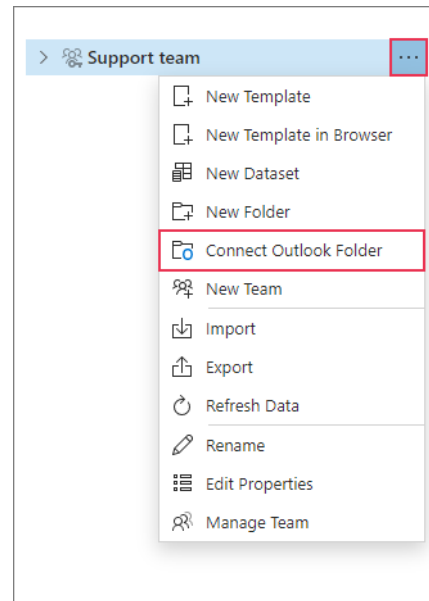 Support team
New Template
New Template in Browser
New Dataset
New Folder
Connect Outlook Folder
New Team
Import
Export
Refresh Data
Rename
Edit Properties
Manage Team